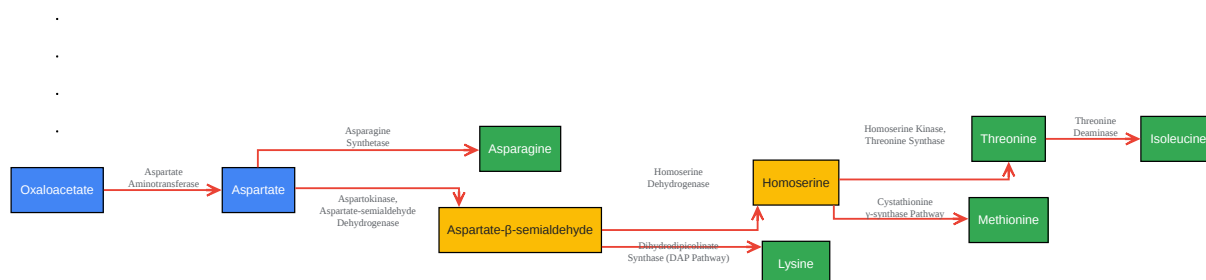 Oxaloacetate
Aspartate
Aminotransferase
Aspartate
Asparagine
Synthetase
Asparagine
Aspartokinase,
Aspartate-semialdehyde
Dehydrogenase
Aspartate-β-semialdehyde
Homoserine
Dehydrogenase
Homoserine
Dihydrodipicolinate
Synthase (DAP Pathway)
Lysine
Homoserine Kinase,
Threonine Synthase
Threonine
Threonine
Deaminase
Isoleucine
Cystathionine
γ-synthase Pathway
Methionine